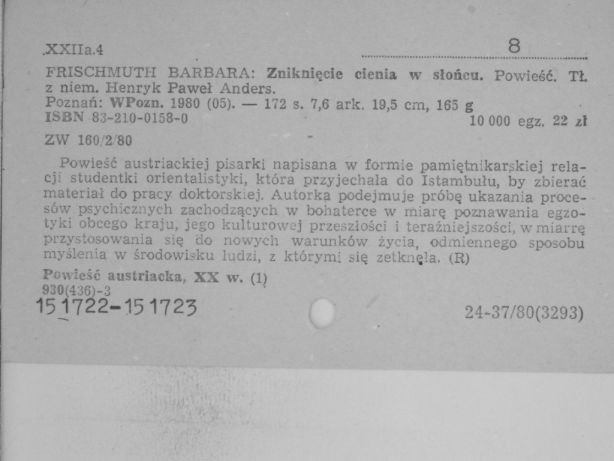 XXIIa.4
8
FRISCHMUTH BARBARA: Zniknięcie cienia w słońcu. Powieść. Tł.
z niem. Henryk Paweł Anders.
Poznań: WPozn. 1980 (05). — 172 s. 7,6 ark. 19,5 cm, 165 g
ISBN 83-210-0158-0 10 000 egz. 22 zł
ZW 160/2/80
Powieść austriackiej pisarki napisana w formie pamiętnikarskiej rela-
cji studentki orientalistyki, która przyjechała do Istambułu, by zbierać
materiał do pracy doktorskiej. Autorka podejmuje próbę ukazania proce-
sów psychicznych zachodzących w bohaterce w miarę poznawania egzo-
tyki obcego kraju, jego kulturowej przeszłości i teraźniejszości, w miarrę
przystosowania się do nowych warunków życia, odmiennego sposobu
myślenia w środowisku ludzi, z którymi się zetknęła. (R)
Powieść austriacka, XX w. (1)
930(436)-3
151722-151723
24-37/80(3293)